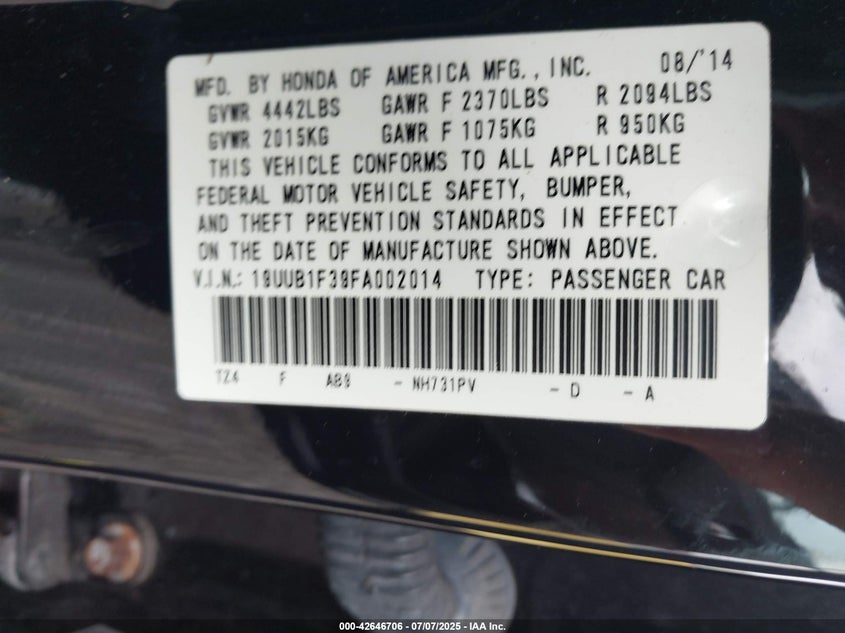 MFD. BY HONDA OF AMERICA MFG., INC. 08/'14
GVWR 4442LBS GAWR F 2370LBS R 2094LBS
GVWR 2015KG GAWR F 1075KG R 950KG
THIS VEHICLE CONFORMS TO ALL APPLICABLE
FEDERAL MOTOR VEHICLE SAFETY, BUMPER,
AND THEFT PREVENTION STANDARDS IN EFFECT
ON THE DATE OF MANUFACTURE SHOWN ABOVE.
V.I.N.: 19UUB1F39FA002014 TYPE: PASSENGER CAR
TZ4 F AB9 - NH731PV - D - A
000-42646706 - 07/07/2025 - IAA Inc.